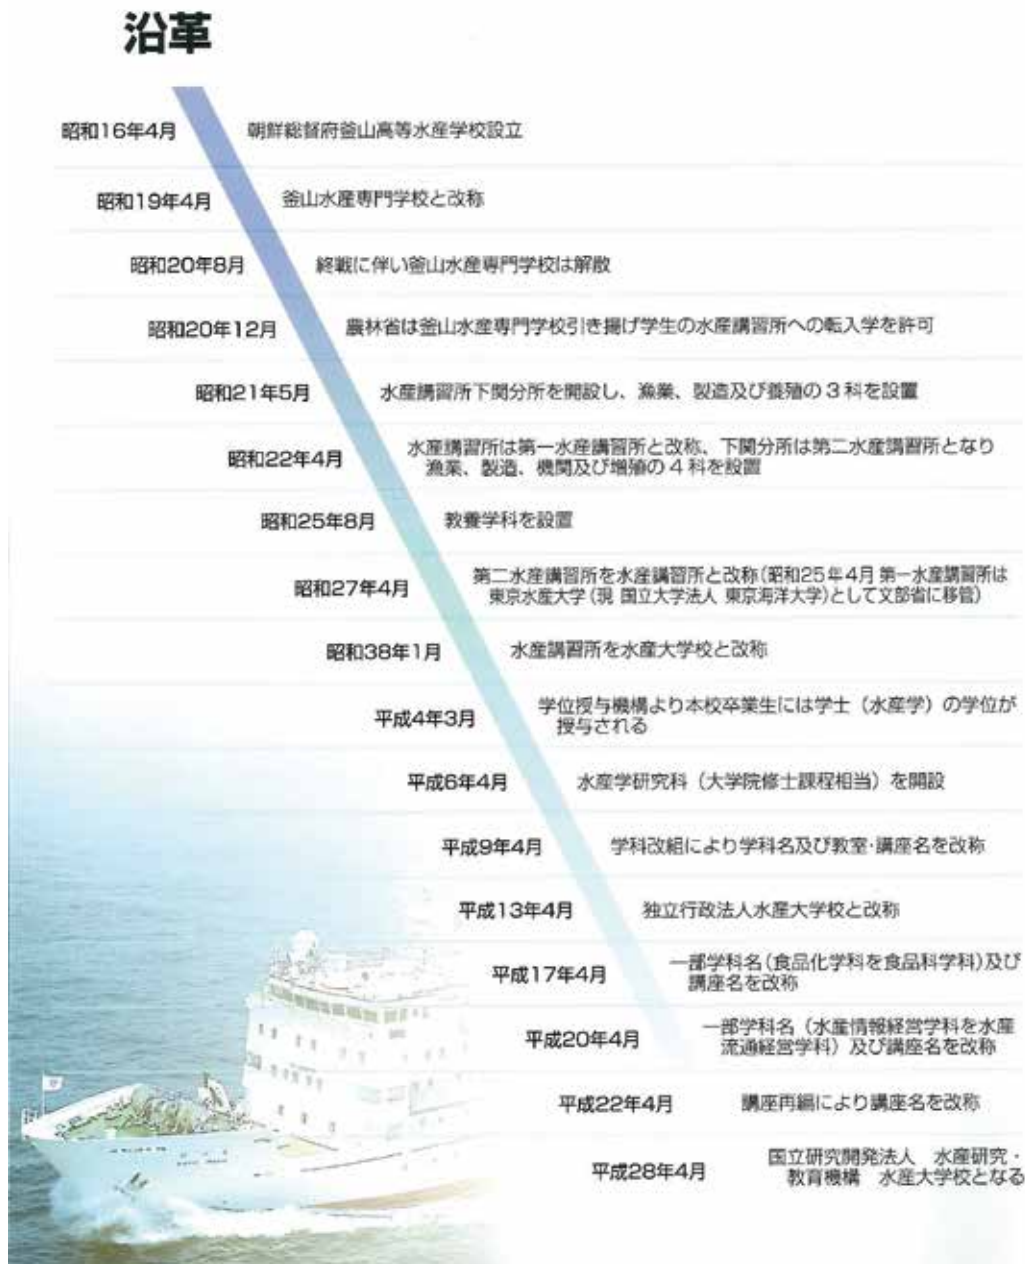 沿革
昭和16年4月 朝鮮総督府釜山高等水産学校設立
昭和19年4月 釜山水産専門学校と改称
昭和20年8月 終戦に伴い釜山水産専門学校は解散
昭和20年12月 農林省は釜山水産専門学校引き揚げ学生の水産講習所への転入学を許可
昭和21年5月 水産講習所下関分所を開設し、漁業、製造及び養殖の3科を設置
昭和22年4月 水産講習所は第一水産講習所と改称、下関分所は第二水産講習所となり
漁業、製造、機関及び増殖の4科を設置
昭和25年8月 教養学科を設置
昭和27年4月 第二水産講習所を水産講習所と改称(昭和25年4月 第一水産講習所は
東京水産大学(現 国立大学法人 東京海洋大学)として文部省に移管)
昭和38年1月 水産講習所を水産大学校と改称
平成4年3月 学位授与機構より本校卒業生には学士(水産学)の学位が
授与される
平成6年4月 水産学研究科(大学院修士課程相当)を開設
平成9年4月 学科改組により学科名及び教室・講座名を改称
平成13年4月 独立行政法人水産大学校と改称
平成17年4月 一部学科名(食品化学科を食品科学科)及び
講座名を改称
平成20年4月 一部学科名(水産情報経営学科を水産
流通経営学科)及び講座名を改称
平成22年4月 講座再編により講座名を改称
平成28年4月 国立研究開発法人 水産研究・
教育機構 水産大学校となる